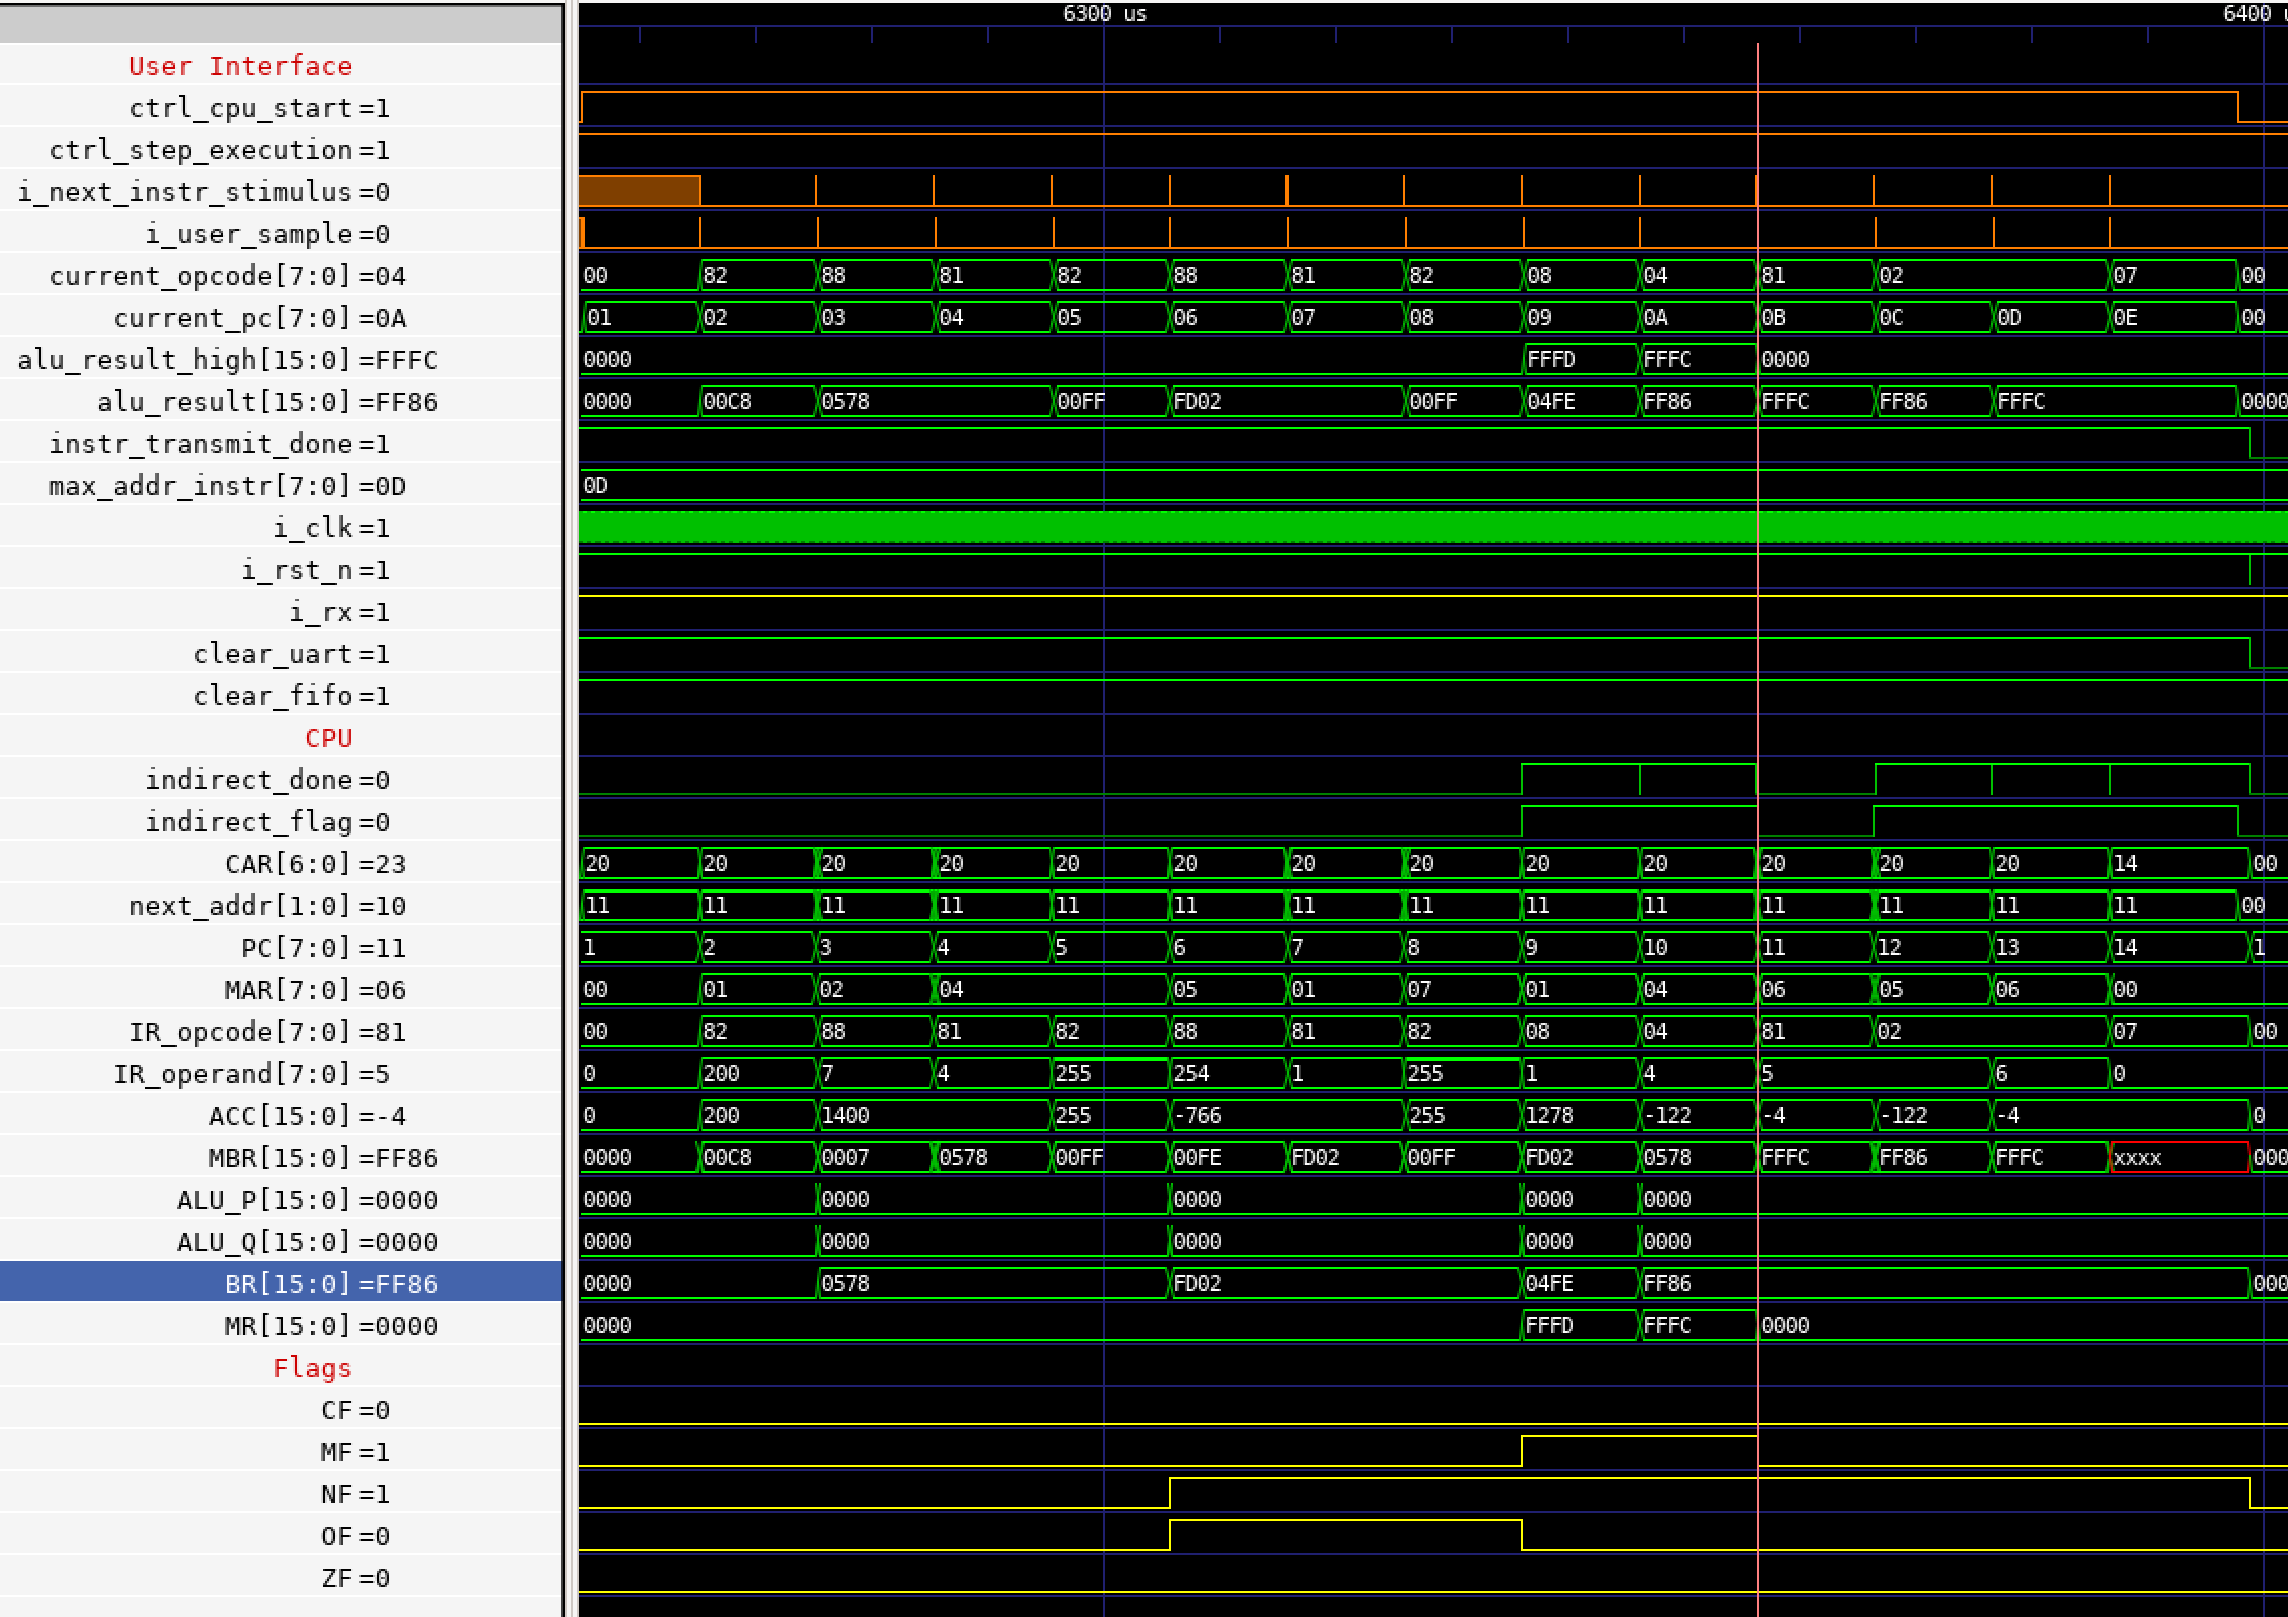 6300 us 6400 u
User Interface
ctrl_cpu_start=1
ctrl_step_execution=1
i_next_instr_stimulus=0
i_user_sample=0
current_opcode[7:0]=04 00 82 88 81 82 88 81 82 08 04 81 02 07 00
current_pc[7:0]=0A 01 02 03 04 05 06 07 08 09 0A 0B 0C 0D 0E 00
alu_result_high[15:0]=FFFC 0000 FFFD FFFC 0000
alu_result[15:0]=FF86 0000 00C8 0578 00FF FD02 00FF 04FE FF86 FFFC FF86 FFFC 0000
instr_transmit_done=1
max_addr_instr[7:0]=0D 0D
i_clk=1
i_rst_n=1
i_rx=1
clear_uart=1
clear_fifo=1
CPU
indirect_done=0
indirect_flag=0
CAR[6:0]=23 20 20 20 20 20 20 20 20 20 20 20 20 20 14 00
next_addr[1:0]=10 11 11 11 11 11 11 11 11 11 11 11 11 11 11 00
PC[7:0]=11 1 2 3 4 5 6 7 8 9 10 11 12 13 14 1
MAR[7:0]=06 00 01 02 04 05 01 07 01 04 06 05 06 00
IR_opcode[7:0]=81 00 82 88 81 82 88 81 82 08 04 81 02 07 00
IR_operand[7:0]=5 0 200 7 4 255 254 1 255 1 4 5 6 0
ACC[15:0]=-4 0 200 1400 255 -766 255 1278 -122 -4 -122 -4 0
MBR[15:0]=FF86 0000 00C8 0007 0578 00FF 00FE FD02 00FF FD02 0578 FFFC FF86 FFFC xxxx 000
ALU_P[15:0]=0000 0000 0000 0000 0000 0000
ALU_Q[15:0]=0000 0000 0000 0000 0000 0000
BR[15:0]=FF86 0000 0578 FD02 04FE FF86 000
MR[15:0]=0000 0000 FFFD FFFC 0000
Flags
CF=0
MF=1
NF=1
OF=0
ZF=0